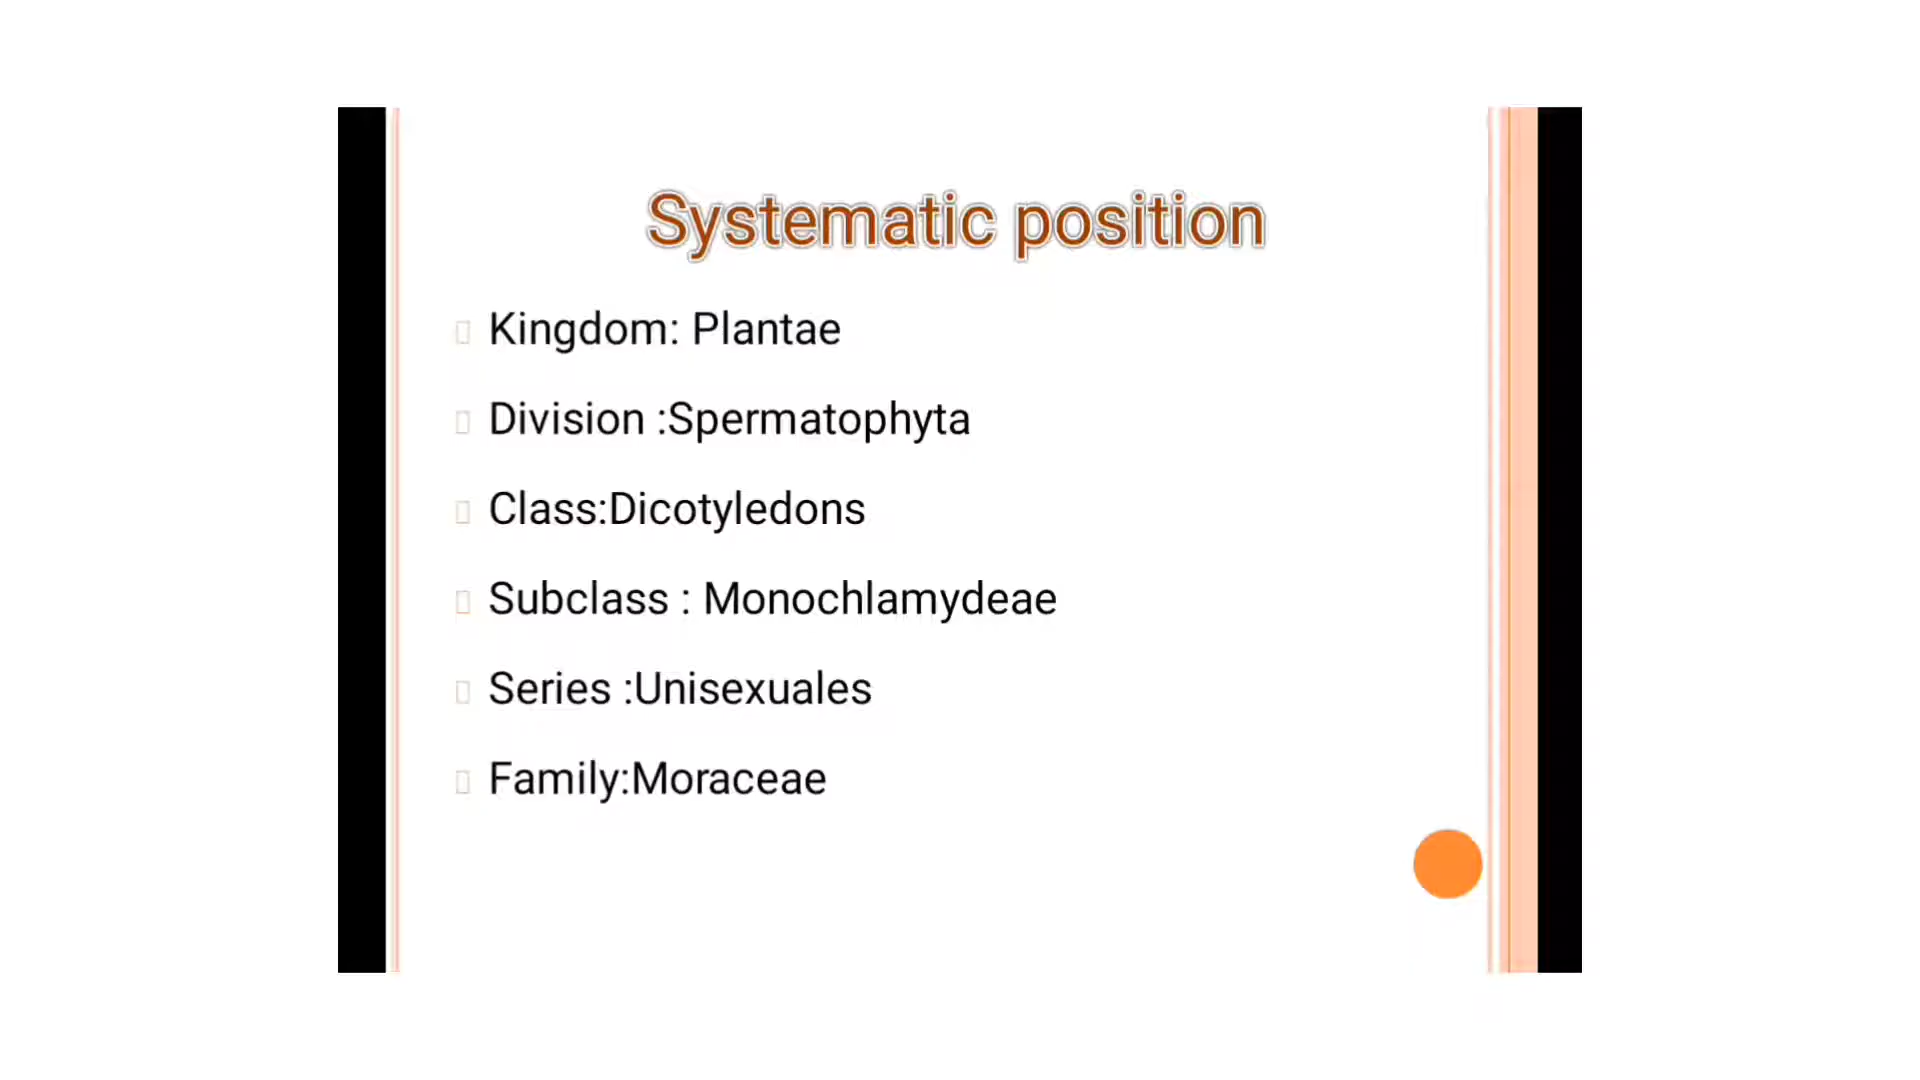 Systematic position
Kingdom: Plantae
Division :Spermatophyta
Class:Dicotyledons
Subclass : Monochlamydeae
Series :Unisexuales
Family:Moraceae